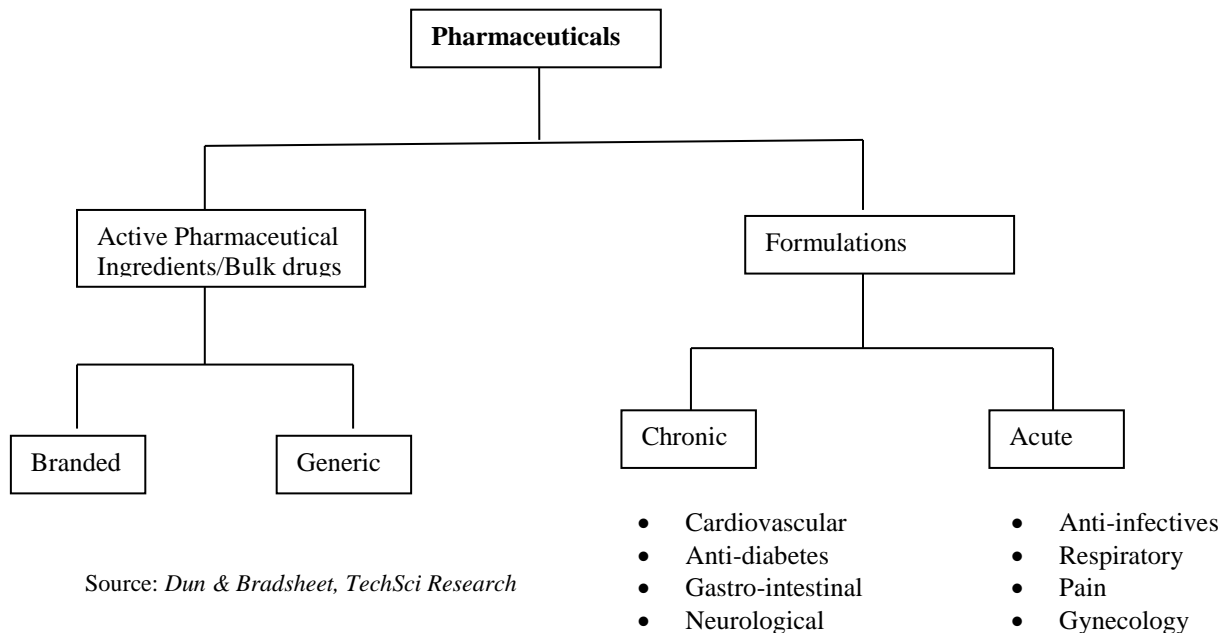 Pharmaceuticals
Active Pharmaceutical
Ingredients/Bulk drugs
Formulations
Branded
Generic
Chronic
Acute
• Cardiovascular
• Anti-diabetes
• Gastro-intestinal
• Neurological
• Anti-infectives
• Respiratory
• Pain
• Gynecology
Source: Dun & Bradsheet, TechSci Research